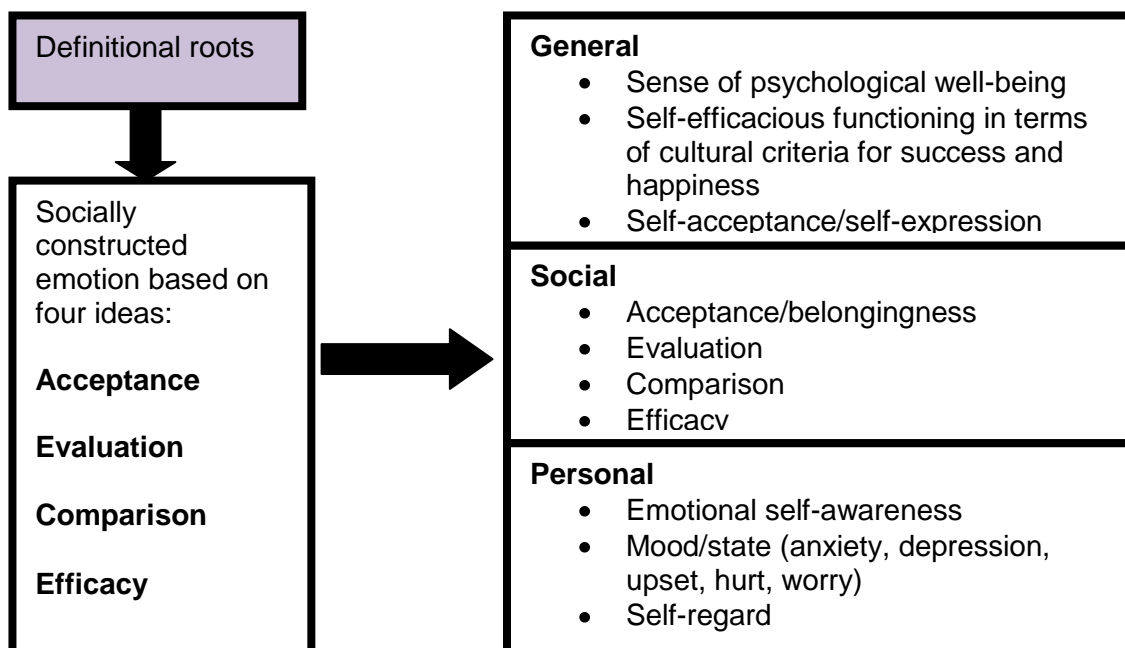 Definitional roots
Socially
constructed
emotion based on
four ideas:
Acceptance
Evaluation
Comparison
Efficacy
General
• Sense of psychological well-being
• Self-efficacious functioning in terms
of cultural criteria for success and
happiness
• Self-acceptance/self-expression
Social
• Acceptance/belongingness
• Evaluation
• Comparison
• Efficacy
Personal
• Emotional self-awareness
• Mood/state (anxiety, depression,
upset, hurt, worry)
• Self-regard